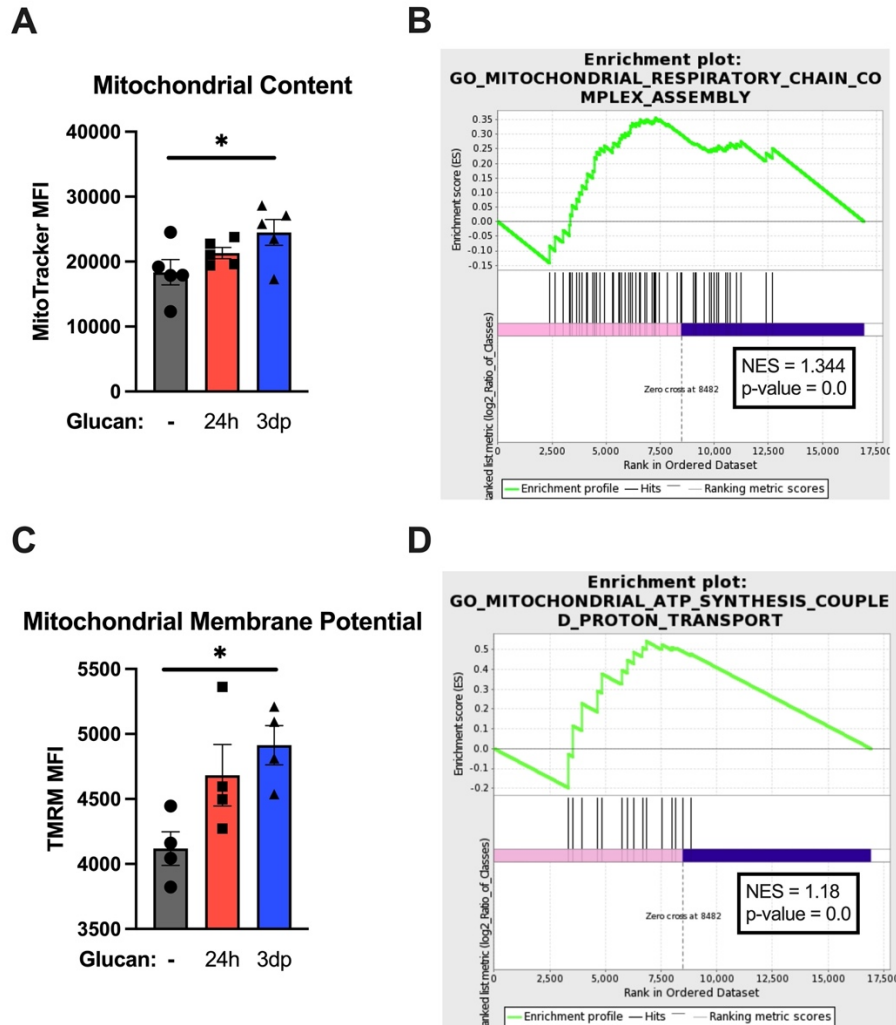 A
Mitochondrial Content
MitoTracker MFI
40000
30000
20000
10000
0
*
Glucan: - 24h 3dp
B
Enrichment plot:
GO_MITOCHONDRIAL_RESPIRATORY_CHAIN_CO
MPLEX_ASSEMBLY
Enrichment score (ES)
0.35
0.30
0.25
0.20
0.15
0.10
0.05
0.00
-0.05
-0.10
-0.15
anked list metric (log2_Ratio_of_Classes)
NES = 1.344
p-value = 0.0
Zero cross at 8482
2,500 5,000 7,500 10,000 12,500 15,000 17,500
Rank in Ordered Dataset
Enrichment profile Hits Ranking metric scores
C
Mitochondrial Membrane Potential
TMRM MFI
5500
5000
4500
4000
3500
*
Glucan: - 24h 3dp
D
Enrichment plot:
GO_MITOCHONDRIAL_ATP_SYNTHESIS_COUPLE
D_PROTON_TRANSPORT
Enrichment score (ES)
0.5
0.4
0.3
0.2
0.1
0.0
-0.1
-0.2
anked list metric (log2_Ratio_of_Classes)
NES = 1.18
p-value = 0.0
Zero cross at 8482
2,500 5,000 7,500 10,000 12,500 15,000 17,500
Rank in Ordered Dataset
Enrichment profile Hits Ranking metric scores